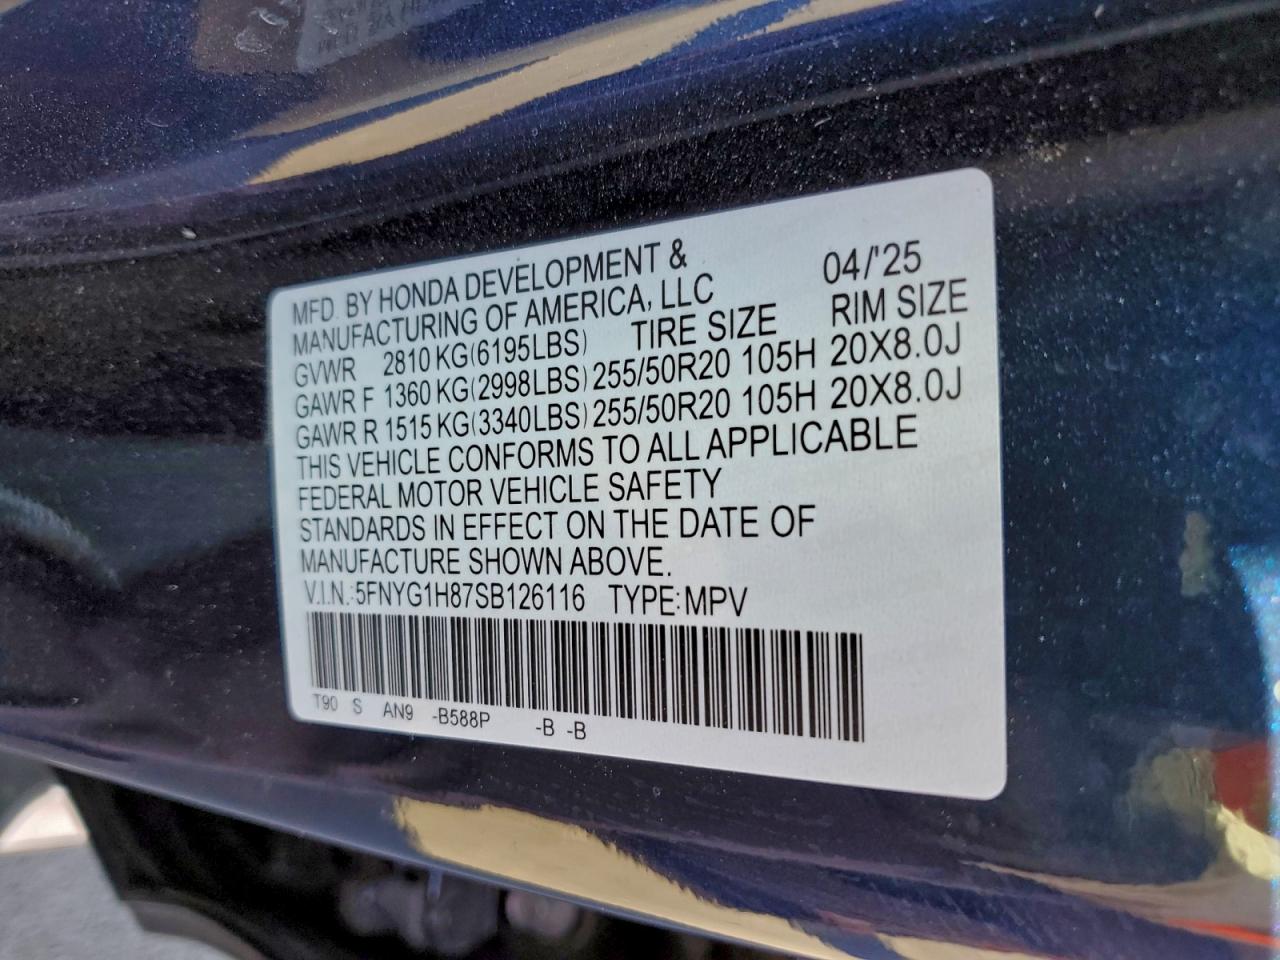 MFD. BY HONDA DEVELOPMENT & 04/'25
MANUFACTURING OF AMERICA, LLC RIM SIZE
GVWR 2810 KG(6195LBS) TIRE SIZE
GAWR F 1360 KG(2998LBS) 255/50R20 105H 20X8.0J
GAWR R 1515 KG(3340LBS) 255/50R20 105H 20X8.0J
THIS VEHICLE CONFORMS TO ALL APPLICABLE
FEDERAL MOTOR VEHICLE SAFETY
STANDARDS IN EFFECT ON THE DATE OF
MANUFACTURE SHOWN ABOVE.
V.I.N.:5FNYG1H87SB126116 TYPE:MPV
T90 S AN9 -B588P -B -B